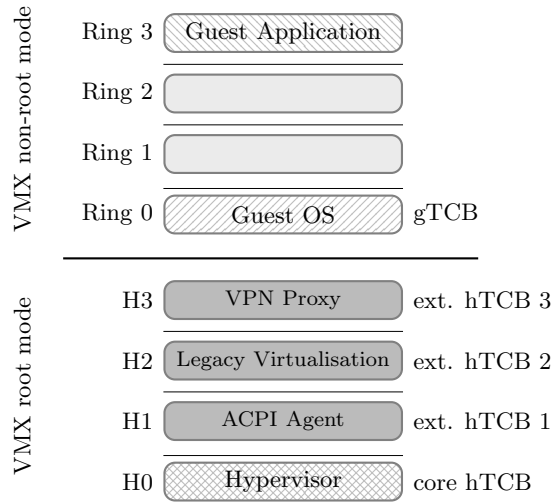 VMX non-root mode
Ring 3 Guest Application
Ring 2
Ring 1
Ring 0 Guest OS gTCB
VMX root mode
H3 VPN Proxy ext. hTCB 3
H2 Legacy Virtualisation ext. hTCB 2
H1 ACPI Agent ext. hTCB 1
H0 Hypervisor core hTCB